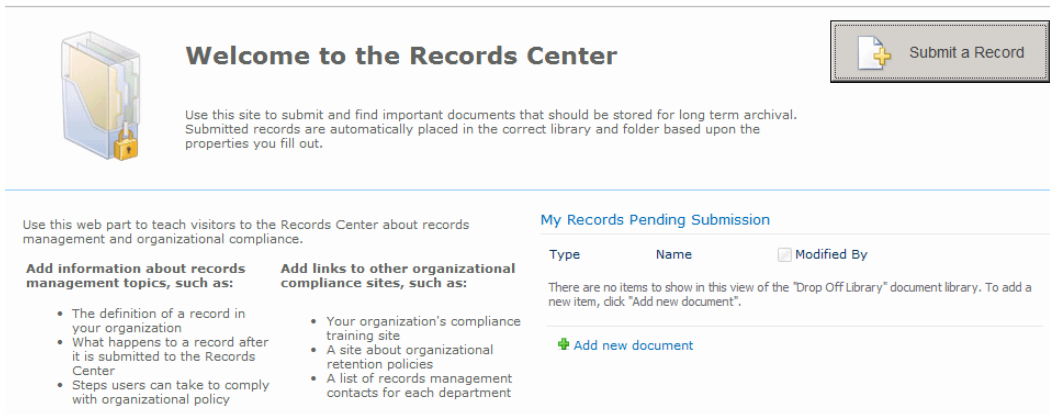 Welcome to the Records Center
Submit a Record
Use this site to submit and find important documents that should be stored for long term archival.
Submitted records are automatically placed in the correct library and folder based upon the
properties you fill out.
Use this web part to teach visitors to the Records Center about records
management and organizational compliance.
Add information about records
management topics, such as:
• The definition of a record in
your organization
• What happens to a record after
it is submitted to the Records
Center
• Steps users can take to comply
with organizational policy
Add links to other organizational
compliance sites, such as:
• Your organization's compliance
training site
• A site about organizational
retention policies
• A list of records management
contacts for each department
My Records Pending Submission
Type Name Modified By
There are no items to show in this view of the "Drop Off Library" document library. To add a
new item, click "Add new document".
Add new document